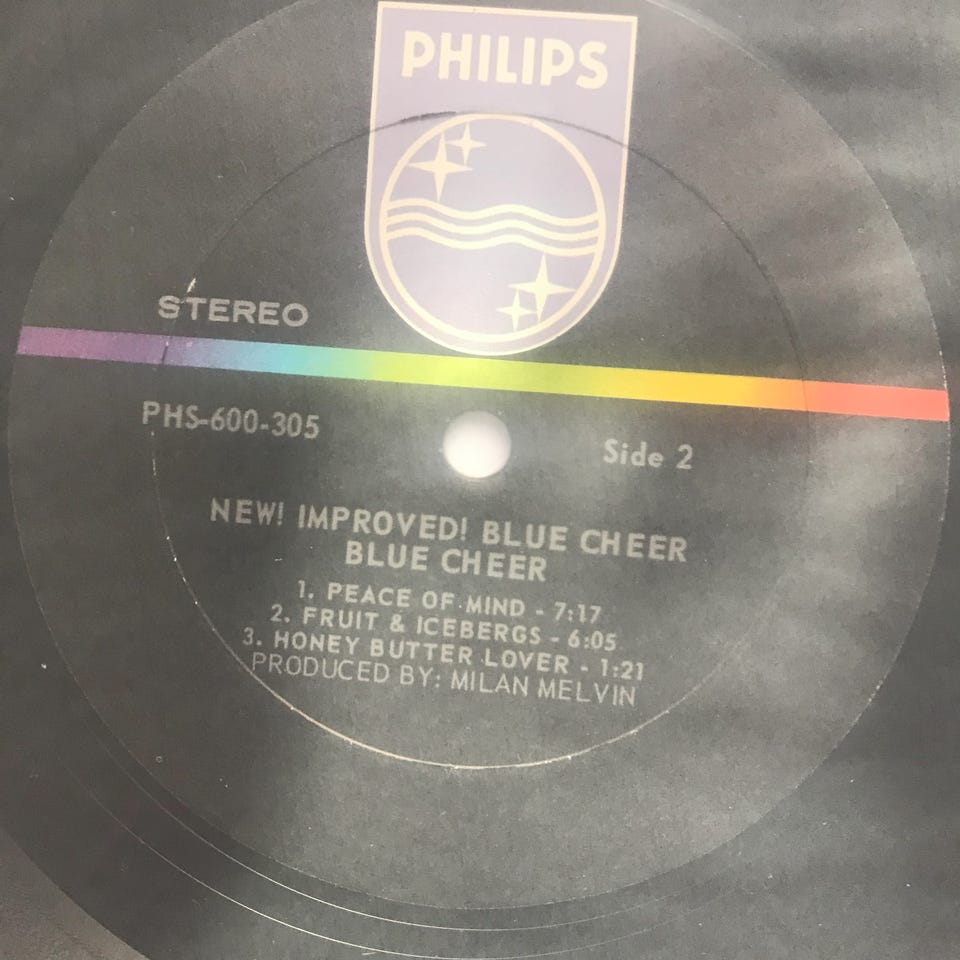 PHILIPS
STEREO
PHS-600-305
Side 2
NEW! IMPROVED! BLUE CHEER
BLUE CHEER
1. PEACE OF MIND - 7:17
2. FRUIT & ICEBERGS - 6:05
3. HONEY BUTTER LOVER - 1:21
PRODUCED BY: MILAN MELVIN